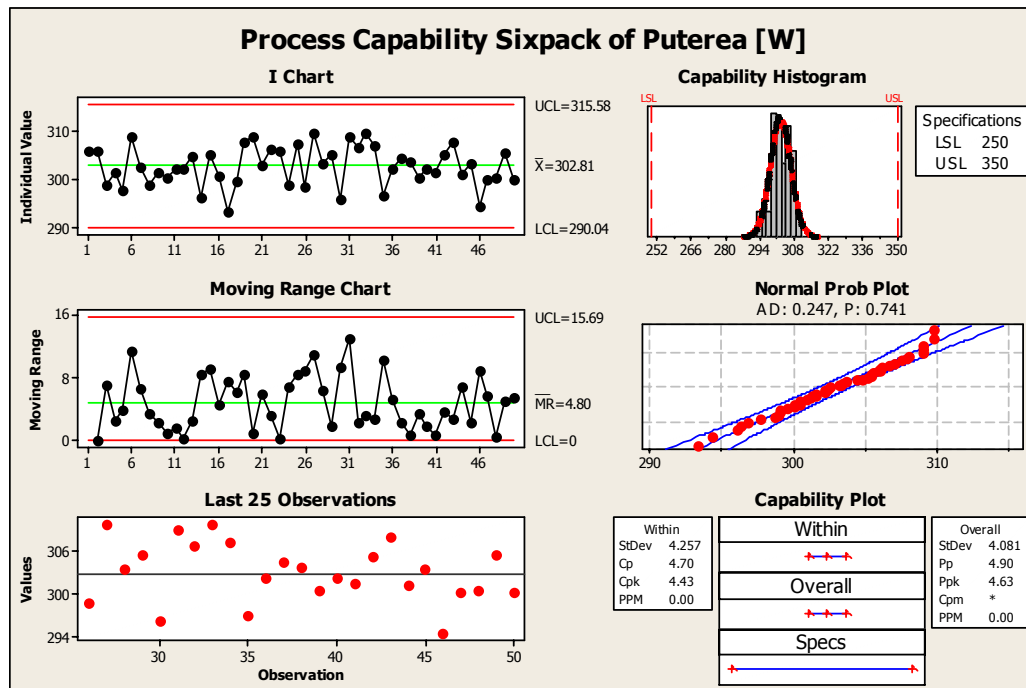 Process Capability Sixpack of Puterea [W]
I Chart
Individual Value
310
300
290
1 6 11 16 21 26 31 36 41 46
UCL=315.58
X=302.81
LCL=290.04
Capability Histogram
LSL
USL
252 266 280 294 308 322 336 350
Specifications
LSL 250
USL 350
Moving Range Chart
Moving Range
16
8
0
1 6 11 16 21 26 31 36 41 46
UCL=15.69
MR=4.80
LCL=0
Normal Prob Plot
AD: 0.247, P: 0.741
290 300 310
Last 25 Observations
Values
306
300
294
30 35 40 45 50
Observation
Capability Plot
Within
StDev 4.257
Cp 4.70
Cpk 4.43
PPM 0.00
Within
Overall
Specs
Overall
StDev 4.081
Pp 4.90
Ppk 4.63
Cpm *
PPM 0.00